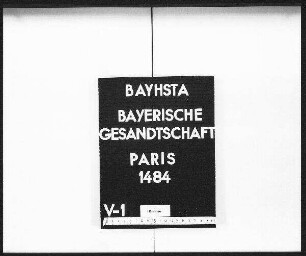 BAYHSTA
BAYERISCHE
GESANDTSCHAFT
PARIS
1484
V-1